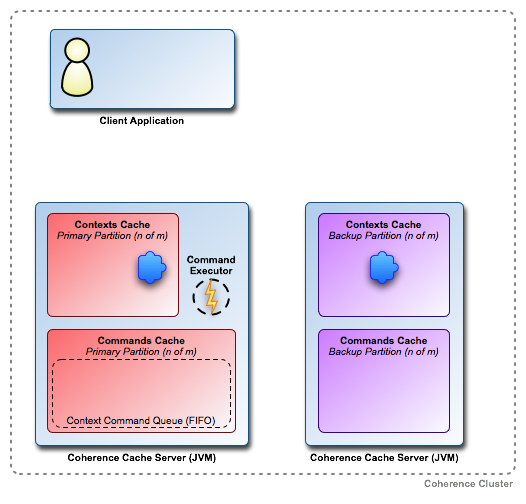 Client Application
Contexts Cache
Primary Partition (n of m)
Command
Executor
Commands Cache
Primary Partition (n of m)
Context Command Queue (FIFO)
Coherence Cache Server (JVM)
Contexts Cache
Backup Partition (n of m)
Commands Cache
Backup Partition (n of m)
Coherence Cache Server (JVM)
Coherence Cluster